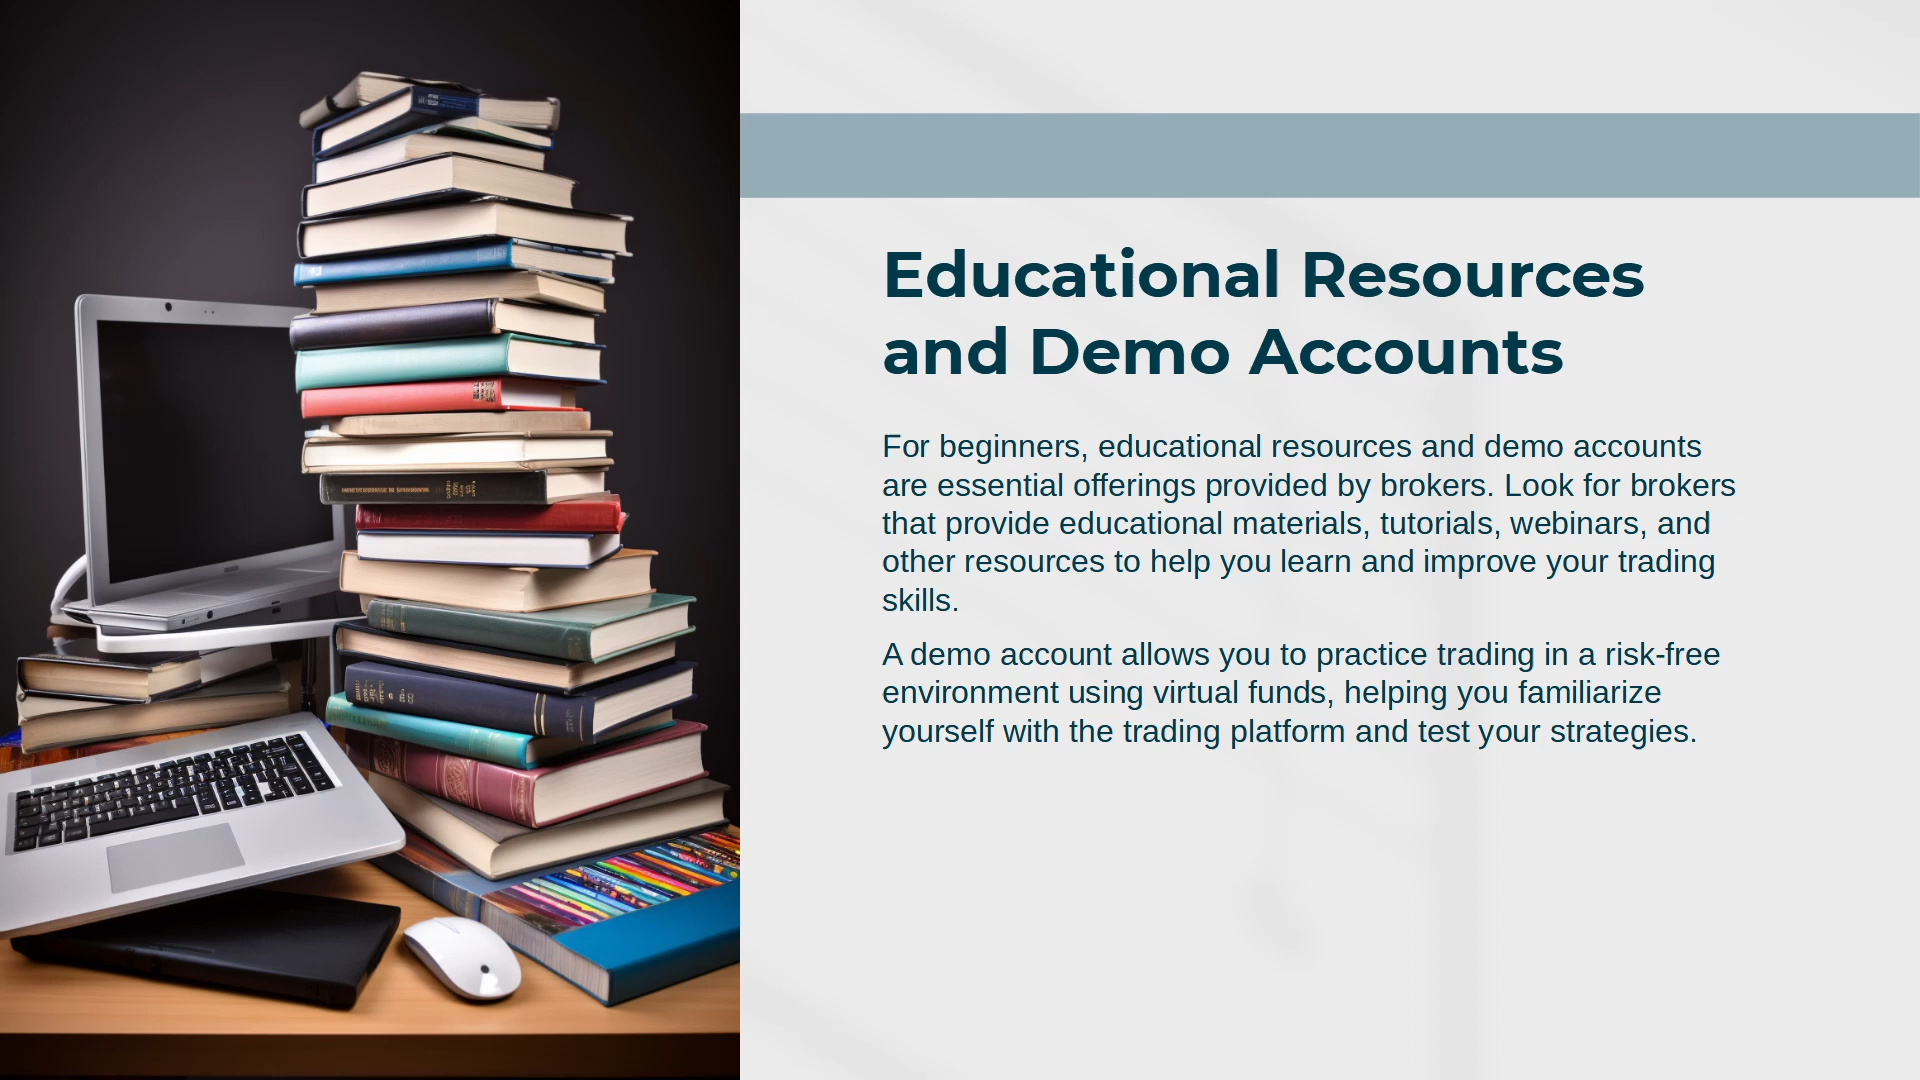 Educational Resources
and Demo Accounts
For beginners, educational resources and demo accounts
are essential offerings provided by brokers. Look for brokers
that provide educational materials, tutorials, webinars, and
other resources to help you learn and improve your trading
skills.
A demo account allows you to practice trading in a risk-free
environment using virtual funds, helping you familiarize
yourself with the trading platform and test your strategies.